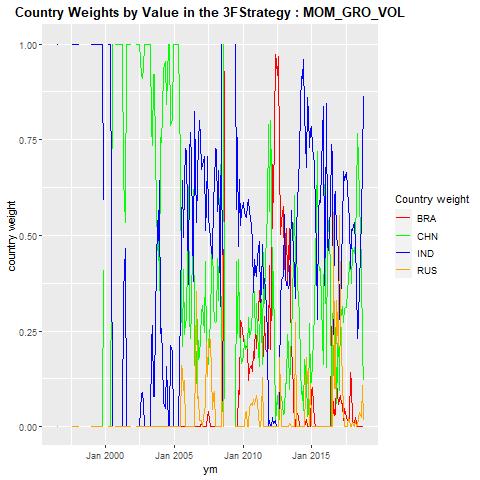 Country Weights by Value in the 3FStrategy : MOM_GRO_VOL
1.00
0.75
0.50
0.25
0.00
country weight
Jan 2000
Jan 2005
Jan 2010
Jan 2015
ym
Country weight
BRA
CHN
IND
RUS